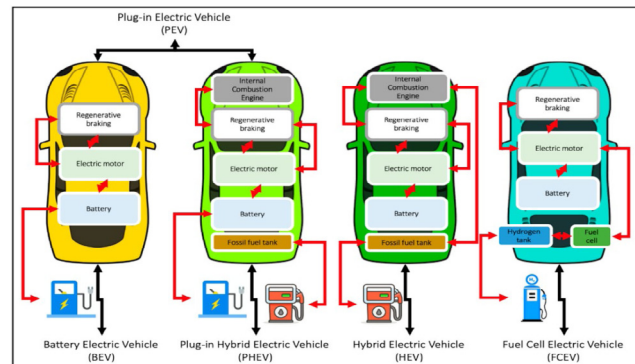 Plug-in Electric Vehicle
(PEV)
Regenerative
braking
Electric motor
Battery
Battery Electric Vehicle
(BEV)
Internal
Combustion
Engine
Regenerative
braking
Electric motor
Battery
Fossil fuel tank
Plug-in Hybrid Electric Vehicle
(PHEV)
Internal
Combustion
Engine
Regenerative
braking
Electric motor
Battery
Fossil fuel tank
Hybrid Electric Vehicle
(HEV)
Regenerative
braking
Electric motor
Battery
Hydrogen
tank
Fuel
cell
Fuel Cell Electric Vehicle
(FCEV)